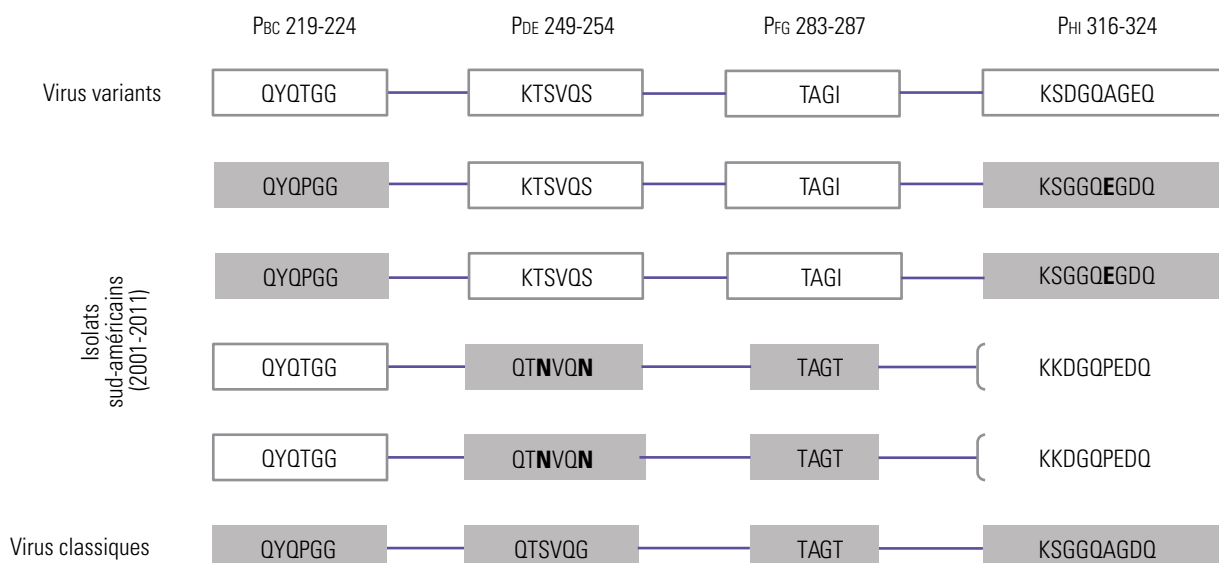 PBC 219-224 PDE 249-254 PFG 283-287 PHI 316-324
Virus variants QYQTGG KTSVQS TAGI KSDGQAGEQ
QYQPGG KTSVQS TAGI KSGGQEGDQ
QYQPGG KTSVQS TAGI KSGGQEGDQ
Isolats
sud-américains
(2001-2011)
QYQTGG QTNVQN TAGT KKDGQPEDQ
QYQTGG QTNVQN TAGT KKDGQPEDQ
Virus classiques QYQPGG QTSVQG TAGT KSGGQAGDQ